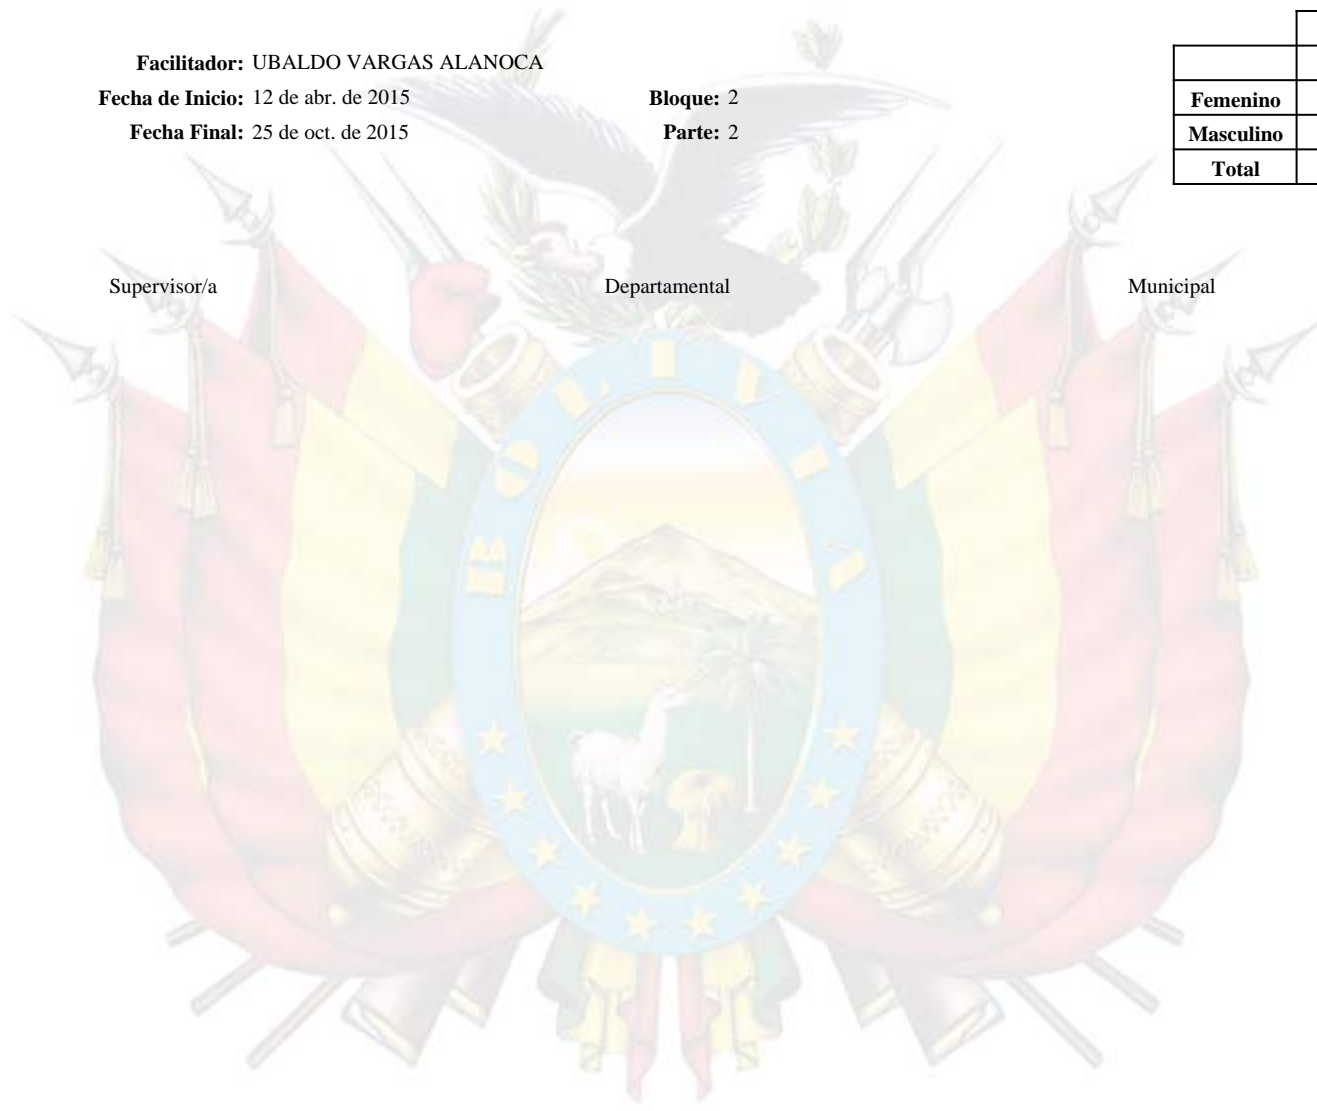 Facilitador: UBALDO VARGAS ALANOCA
Fecha de Inicio: 12 de abr. de 2015 Bloque: 2
Fecha Final: 25 de oct. de 2015 Parte: 2
Femenino
Masculino
Total
Supervisor/a Departamental Municipal
BOLIVIA